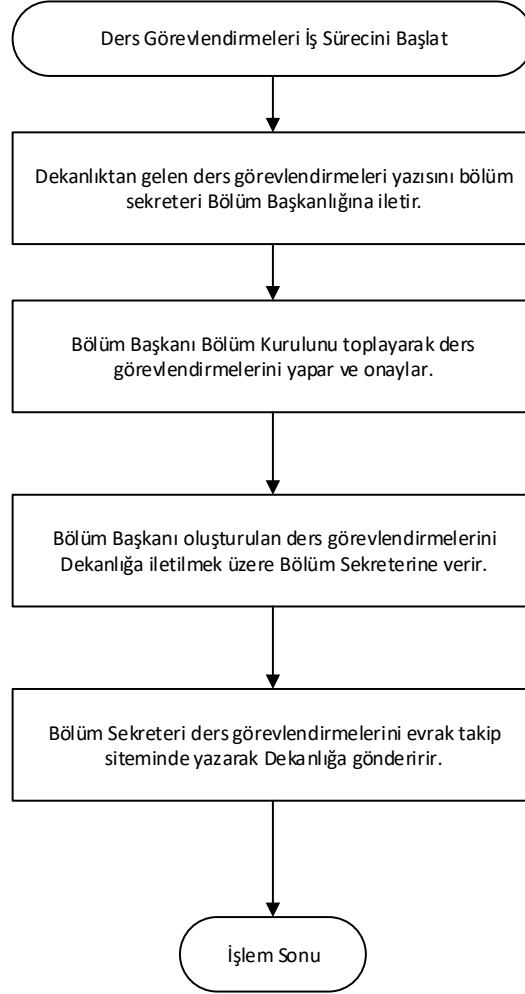 Ders Görevlendirmeleri İş Sürecini Başlat
Dekanlıktan gelen ders görevlendirmeleri yazısını bölüm
sekreteri Bölüm Başkanlığına iletir.
Bölüm Başkanı Bölüm Kurulunu toplayarak ders
görevlendirmelerini yapar ve onaylar.
Bölüm Başkanı oluşturulan ders görevlendirmelerini
Dekanlığa iletilmek üzere Bölüm Sekreterine verir.
Bölüm Sekreteri ders görevlendirmelerini evrak takip
siteminde yazarak Dekanlığa gönderirir.
İşlem Sonu